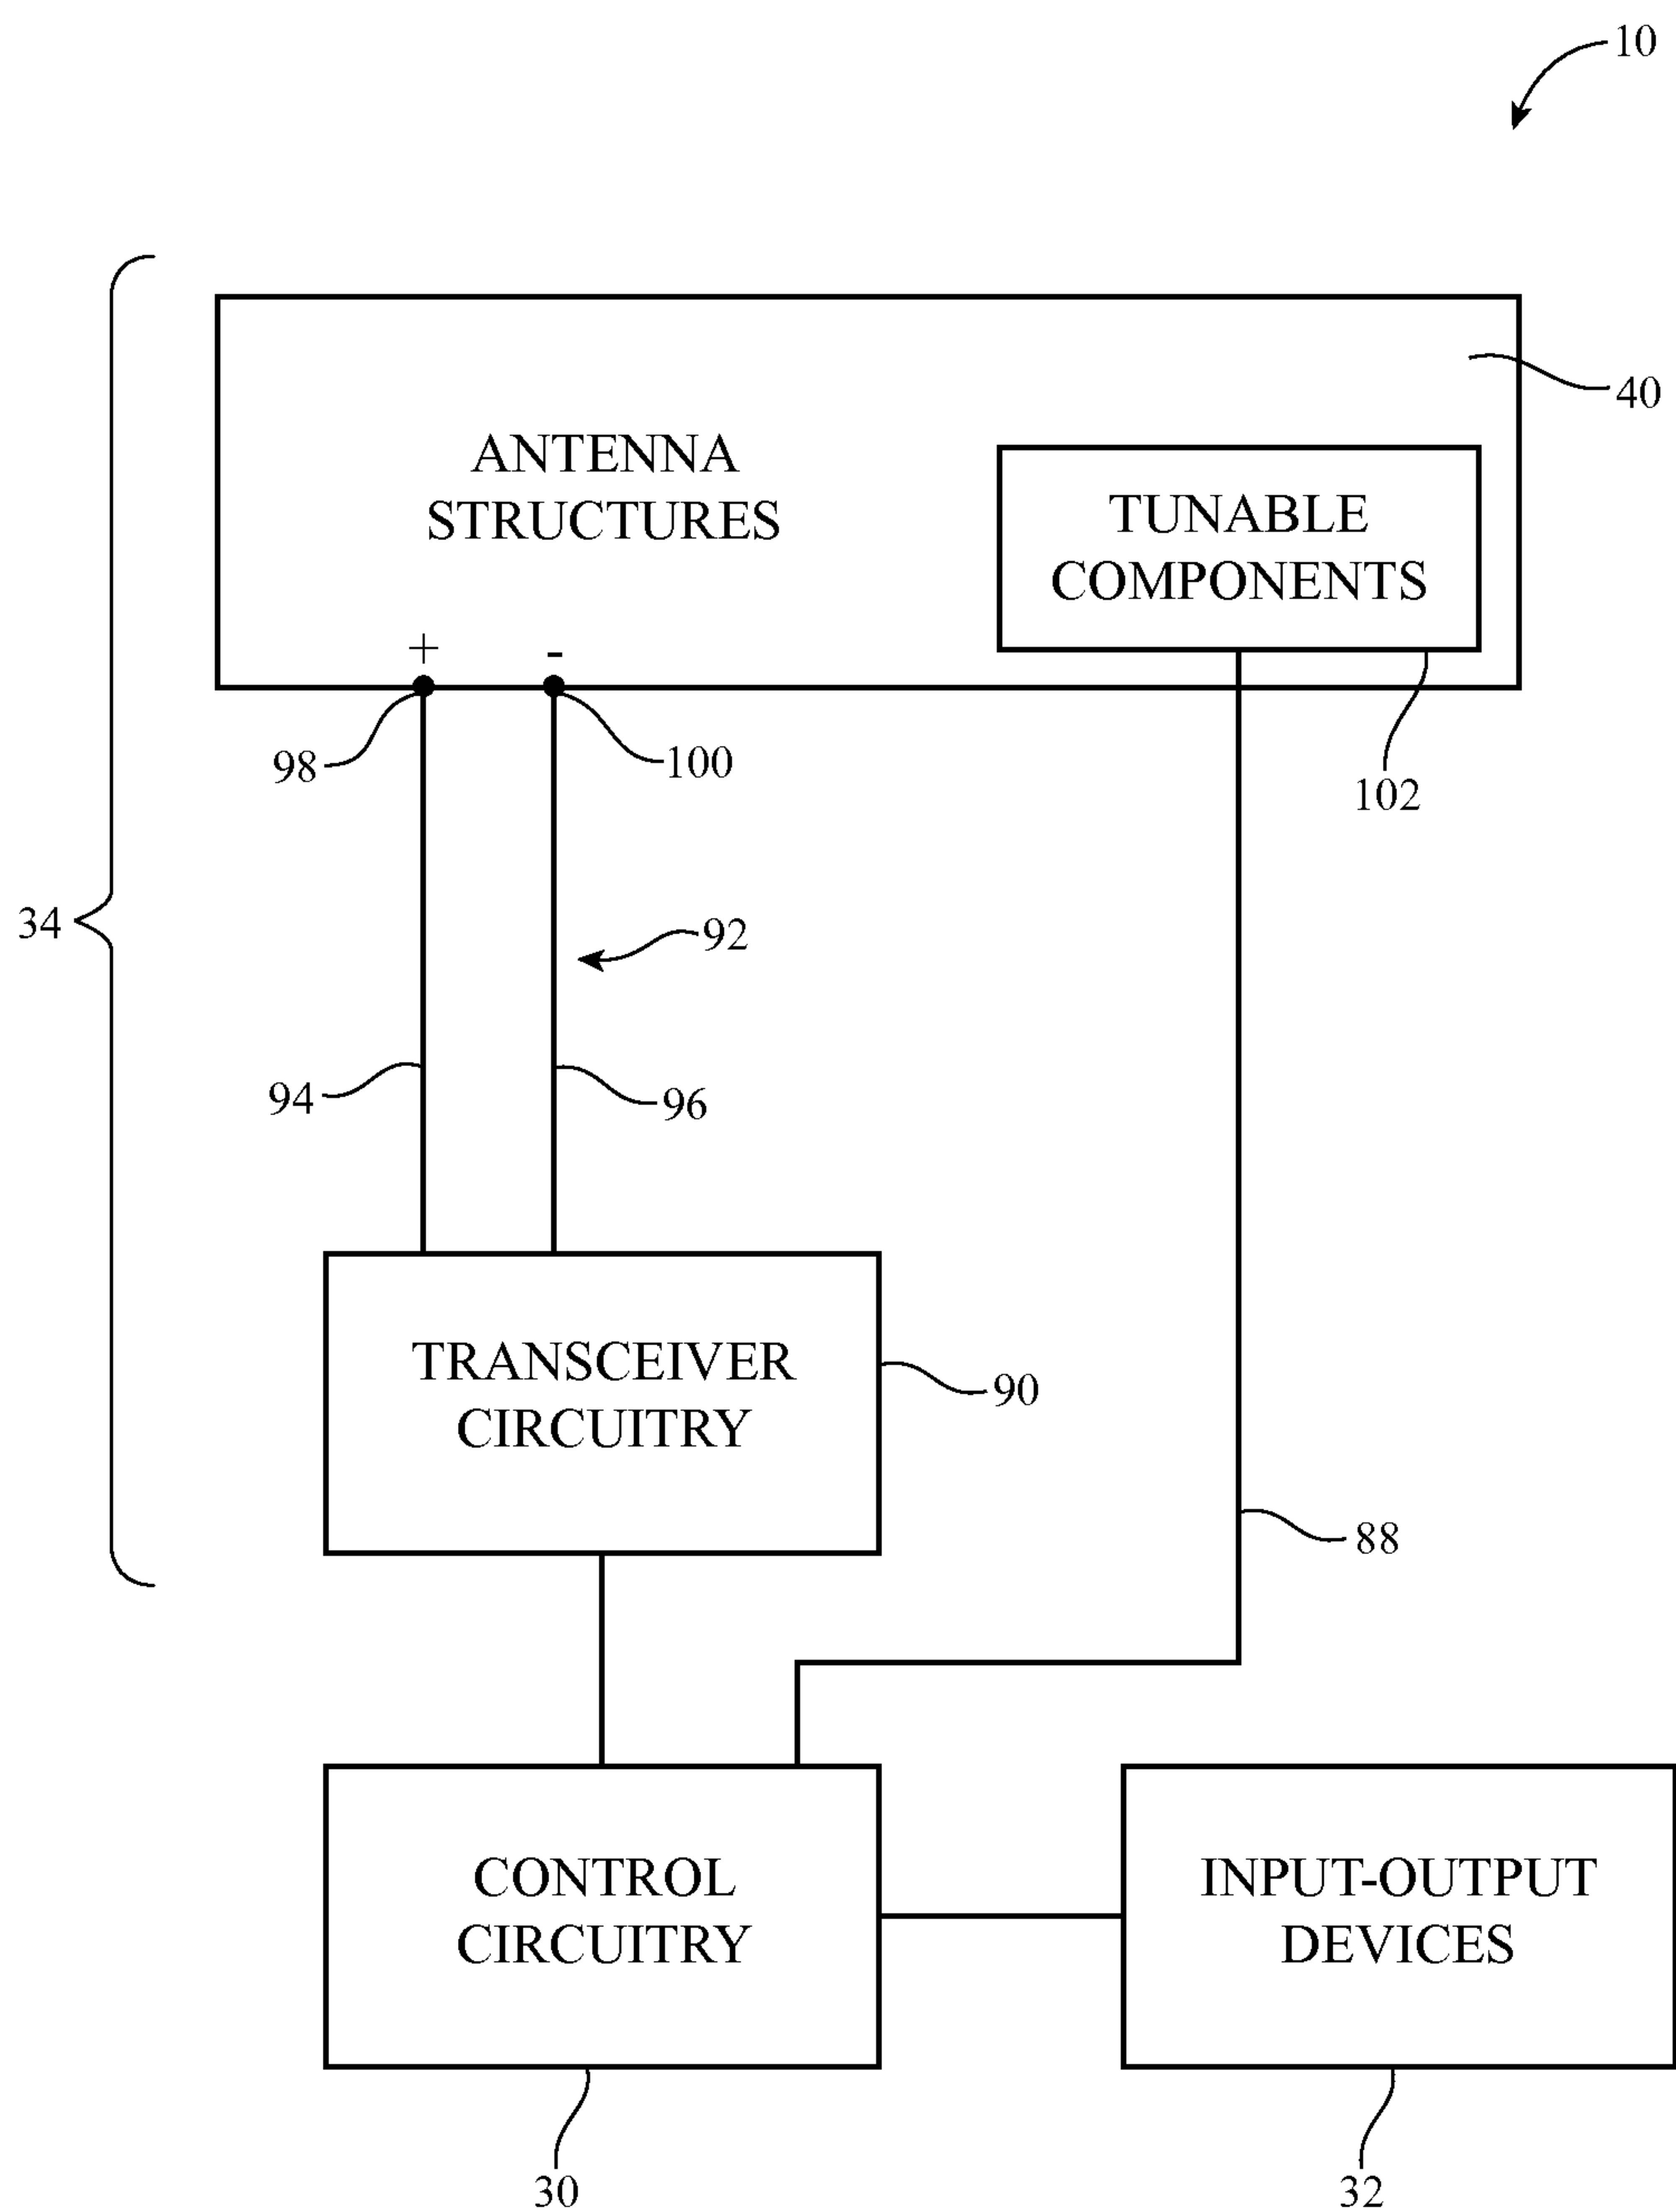 10
40
ANTENNA
STRUCTURES
TUNABLE
COMPONENTS
+
-
98
100
102
34
92
94
96
TRANSCEIVER
CIRCUITRY
90
88
CONTROL
CIRCUITRY
INPUT-OUTPUT
DEVICES
30
32